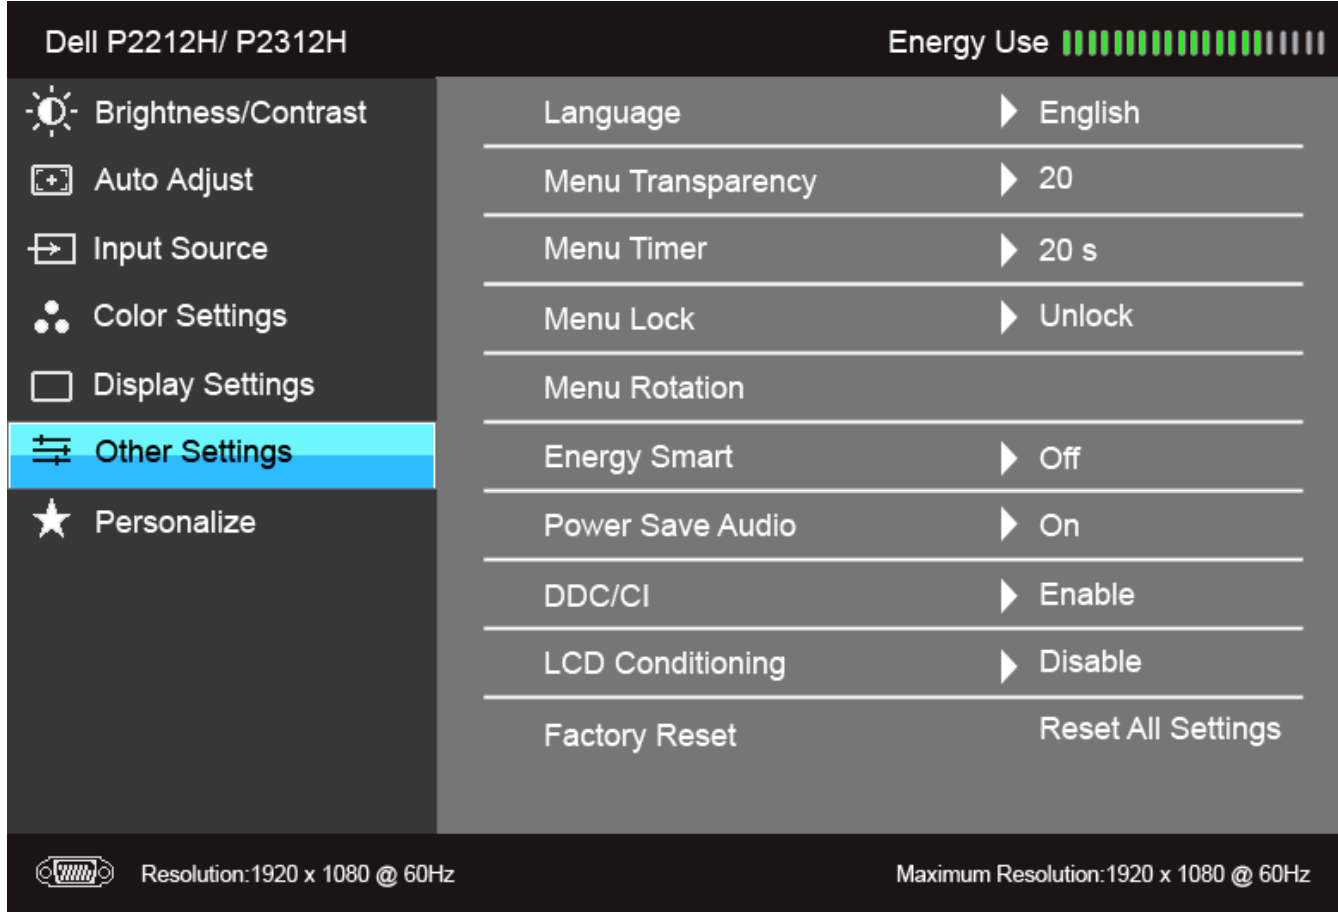 Dell P2212H/ P2312H
Energy Use
Brightness/Contrast
Auto Adjust
Input Source
Color Settings
Display Settings
Other Settings
Personalize
Language English
Menu Transparency 20
Menu Timer 20 s
Menu Lock Unlock
Menu Rotation
Energy Smart Off
Power Save Audio On
DDC/CI Enable
LCD Conditioning Disable
Factory Reset Reset All Settings
Resolution:1920 x 1080 @ 60Hz
Maximum Resolution:1920 x 1080 @ 60Hz